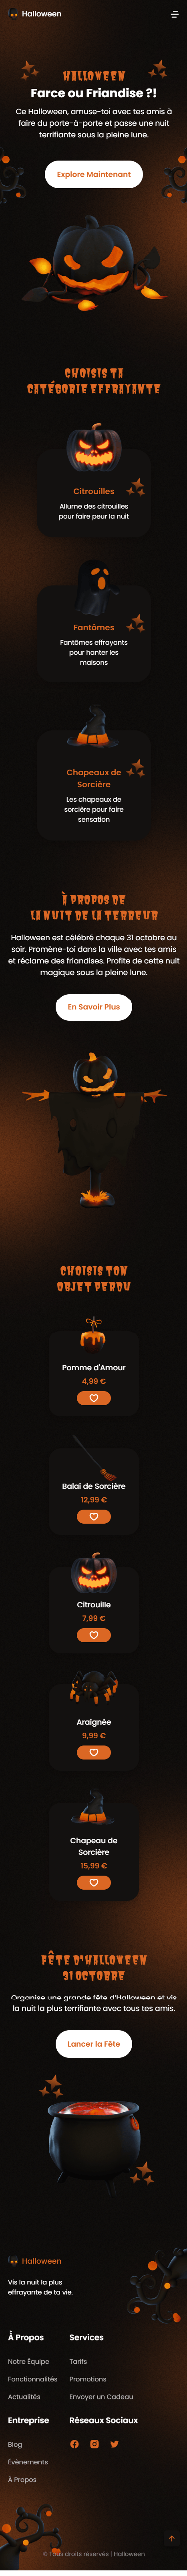 Halloween
HALLOWEEN
Farce ou Friandise ?!
Ce Halloween, amuse-toi avec tes amis à
faire du porte-à-porte et passe une nuit
terrifiante sous la pleine lune.
Explore Maintenant
CHOISIS TA
CATÉGORIE EFFRAYANTE
Citrouilles
Allume des citrouilles
pour faire peur la nuit
Fantômes
Fantômes effrayants
pour hanter les
maisons
Chapeaux de
Sorcière
Les chapeaux de
sorcière pour faire
sensation
À PROPOS DE
LA NUIT DE LA TERREUR
Halloween est célébré chaque 31 octobre au
soir. Promène-toi dans la ville avec tes amis
et réclame des friandises. Profite de cette nuit
magique sous la pleine lune.
En Savoir Plus
CHOISIS TON
OBJET PERDU
Pomme d'Amour
4,99 €
Balai de Sorcière
12,99 €
Citrouille
7,99 €
Araignée
9,99 €
Chapeau de
Sorcière
15,99 €
FÊTE D'HALLOWEEN
31 OCTOBRE
Organise une grande fête d'Halloween et vis
la nuit la plus terrifiante avec tous tes amis.
Lancer la Fête
Halloween
Vis la nuit la plus
effrayante de ta vie.
À Propos
Notre Équipe
Fonctionnalités
Actualités
Services
Tarifs
Promotions
Envoyer un Cadeau
Entreprise
Blog
Événements
À Propos
Réseaux Sociaux
© Tous droits réservés | Halloween